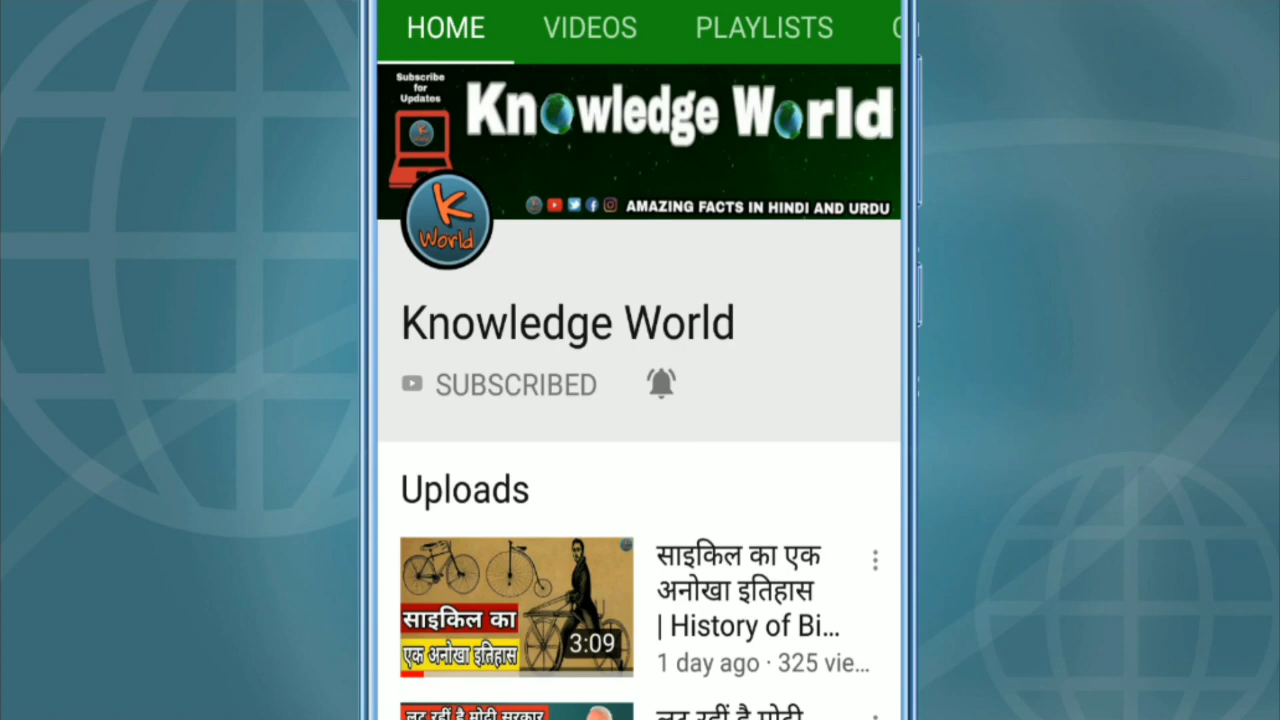 HOME VIDEOS PLAYLISTS
Subscribe
for
Updates
Knowledge World
K
World
AMAZING FACTS IN HINDI AND URDU
Knowledge World
SUBSCRIBED
Uploads
साइकिल का
एक अनोखा इतिहास
3:09
साइकिल का एक
अनोखा इतिहास
| History of Bi...
1 day ago · 325 vie...